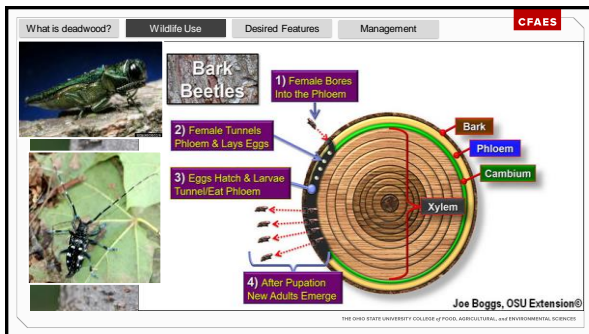 What is deadwood?
Wildlife Use
Desired Features
Management
CFAES
Bark
Beetles
1) Female Bores
Into the Phloem
2) Female Tunnels
Phloem & Lays Eggs
3) Eggs Hatch & Larvae
Tunnel/Eat Phloem
4) After Pupation
New Adults Emerge
Bark
Phloem
Cambium
Xylem
Joe Boggs, OSU Extension©
THE OHIO STATE UNIVERSITY COLLEGE of FOOD, AGRICULTURAL, and ENVIRONMENTAL SCIENCES